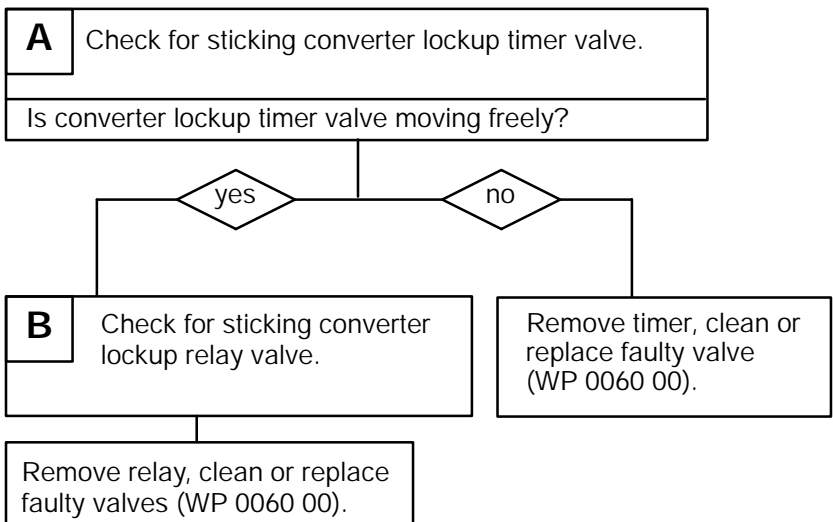 A
Check for sticking converter lockup timer valve.
Is converter lockup timer valve moving freely?
yes
no
B
Check for sticking converter
lockup relay valve.
Remove timer, clean or
replace faulty valve
(WP 0060 00).
Remove relay, clean or replace
faulty valves (WP 0060 00).